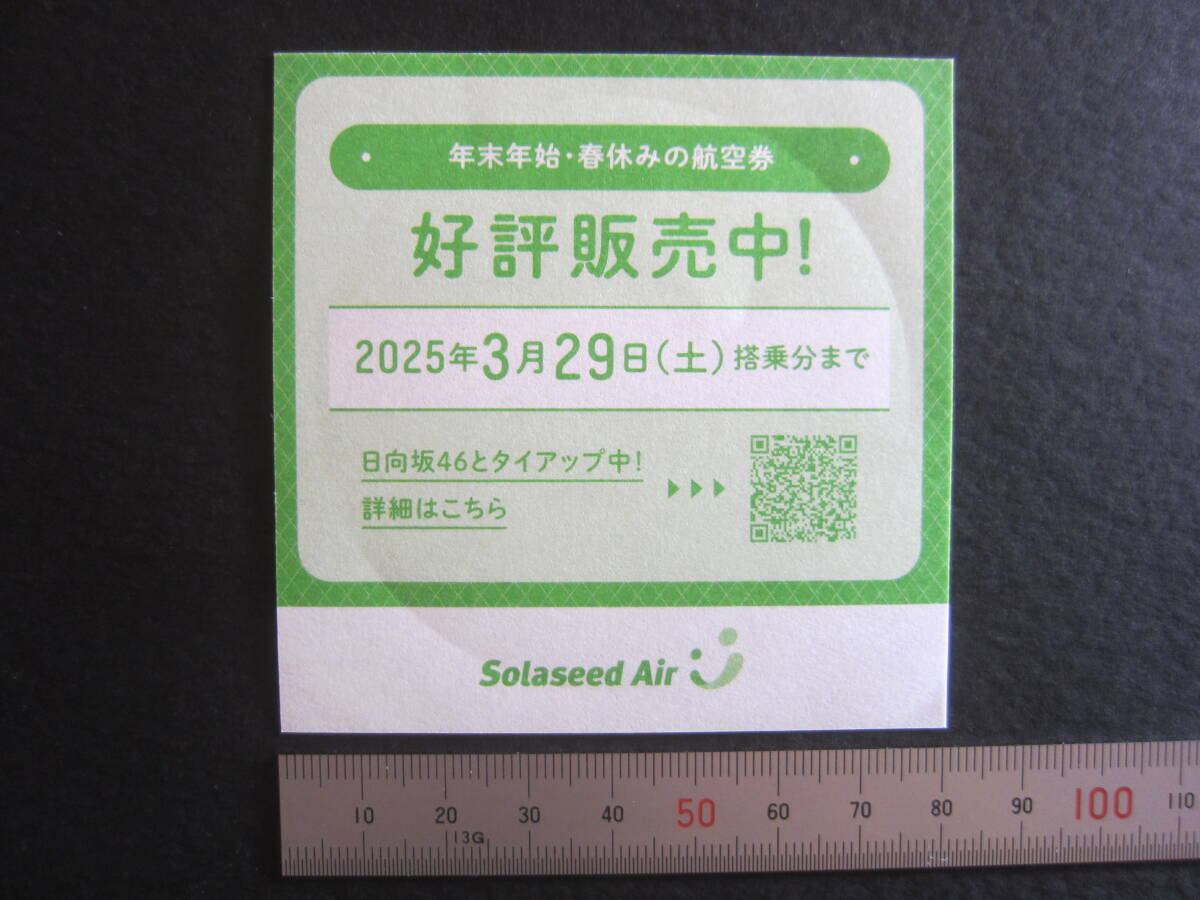 年末年始・春休みの航空券
好評販売中!
2025年3月29日(土)搭乗分まで
日向坂46とタイアップ中!
詳細はこちら
Solaseed Air
10 20 30 40 50 60 70 80 90 100 110
13G